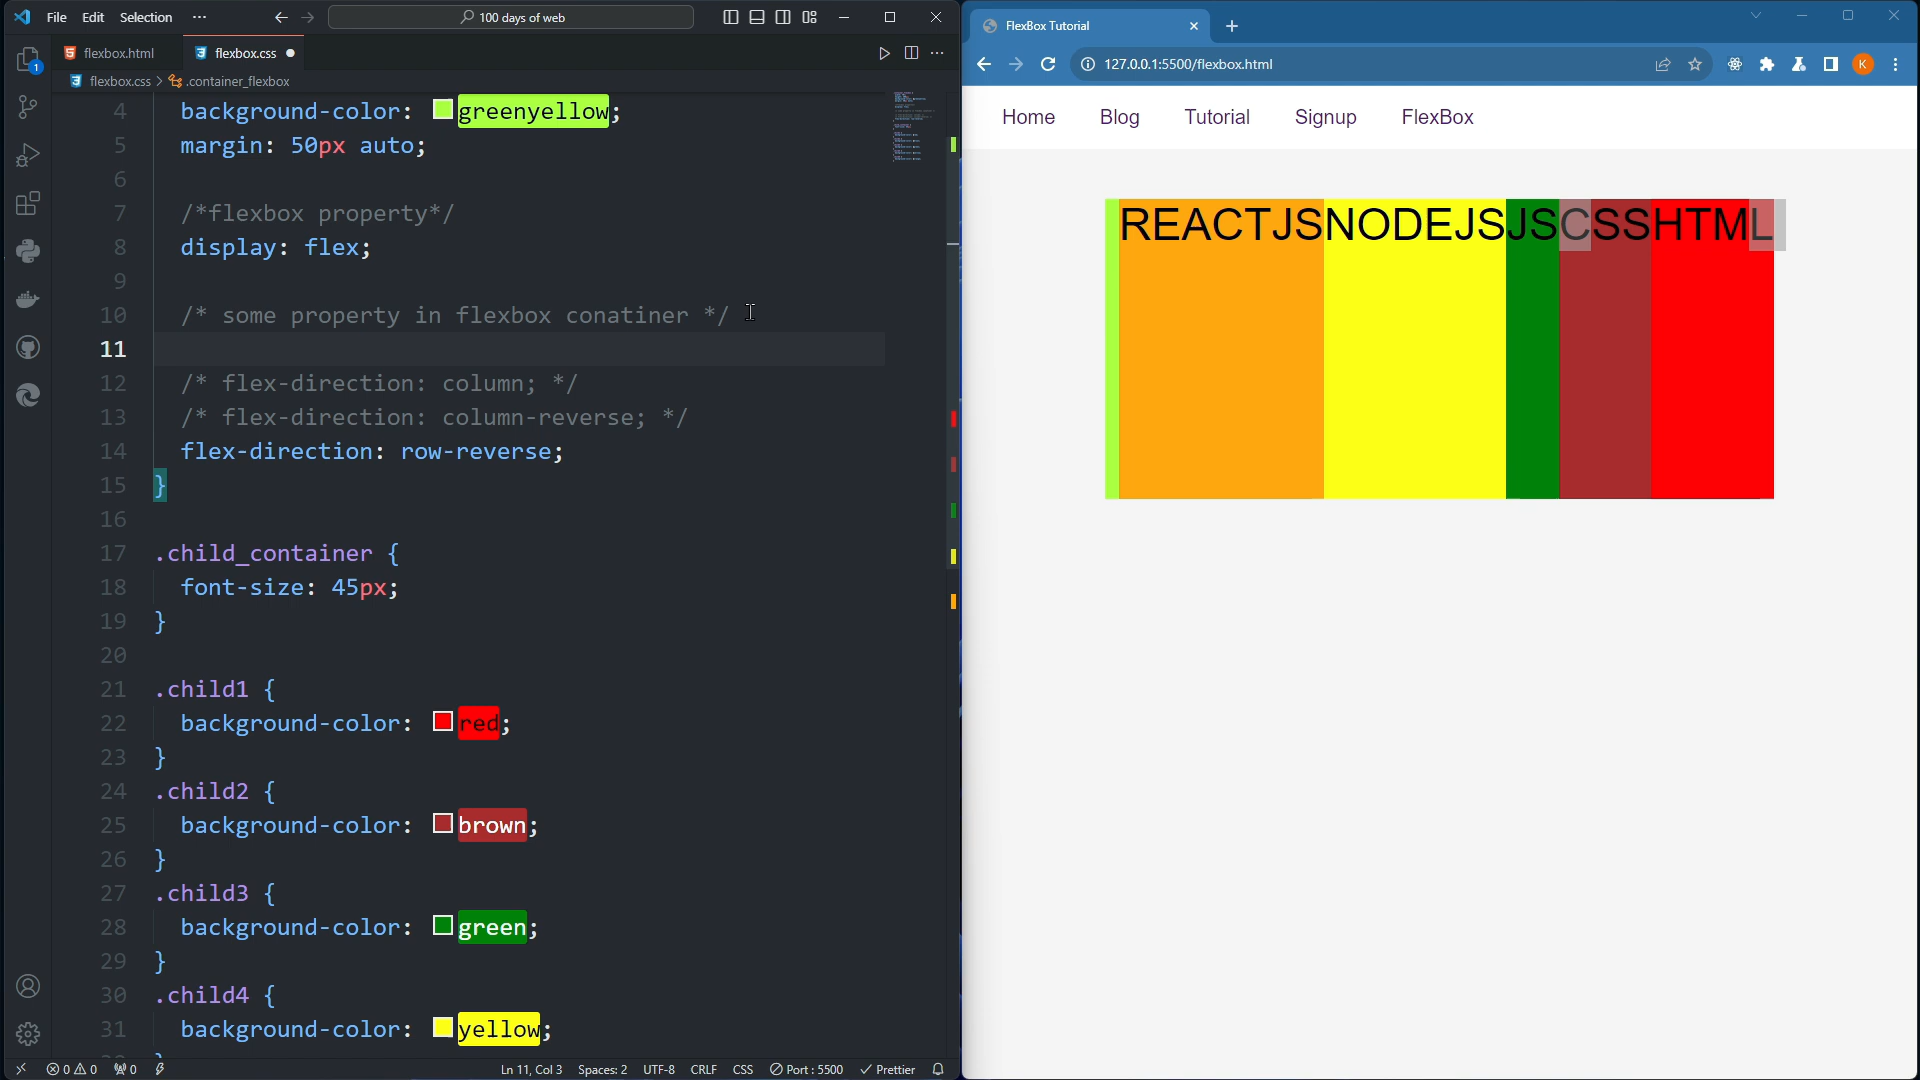 File Edit Selection ··· 100 days of web
flexbox.html flexbox.css
flexbox.css > .container_flexbox
4 background-color: greenyellow;
5 margin: 50px auto;
6
7 /*flexbox property*/
8 display: flex;
9
10 /* some property in flexbox conatiner */
11
12 /* flex-direction: column; */
13 /* flex-direction: column-reverse; */
14 flex-direction: row-reverse;
15 }
16
17 .child_container {
18 font-size: 45px;
19 }
20
21 .child1 {
22 background-color: red;
23 }
24 .child2 {
25 background-color: brown;
26 }
27 .child3 {
28 background-color: green;
29 }
30 .child4 {
31 background-color: yellow;
1
0 0 0 Ln 11, Col 3 Spaces: 2 UTF-8 CRLF CSS Port : 5500 Prettier
FlexBox Tutorial
127.0.0.1:5500/flexbox.html K
Home Blog Tutorial Signup FlexBox
REACTJSNODEJSJSCSSHTML